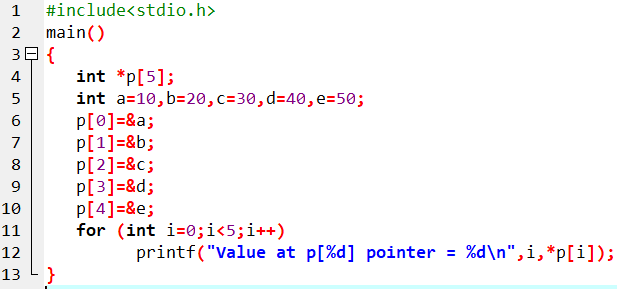 1 #include<stdio.h>
2 main()
3 {
4 int *p[5];
5 int a=10,b=20,c=30,d=40,e=50;
6 p[0]=&a;
7 p[1]=&b;
8 p[2]=&c;
9 p[3]=&d;
10 p[4]=&e;
11 for (int i=0;i<5;i++)
12 printf("Value at p[%d] pointer = %d\n",i,*p[i]);
13 }